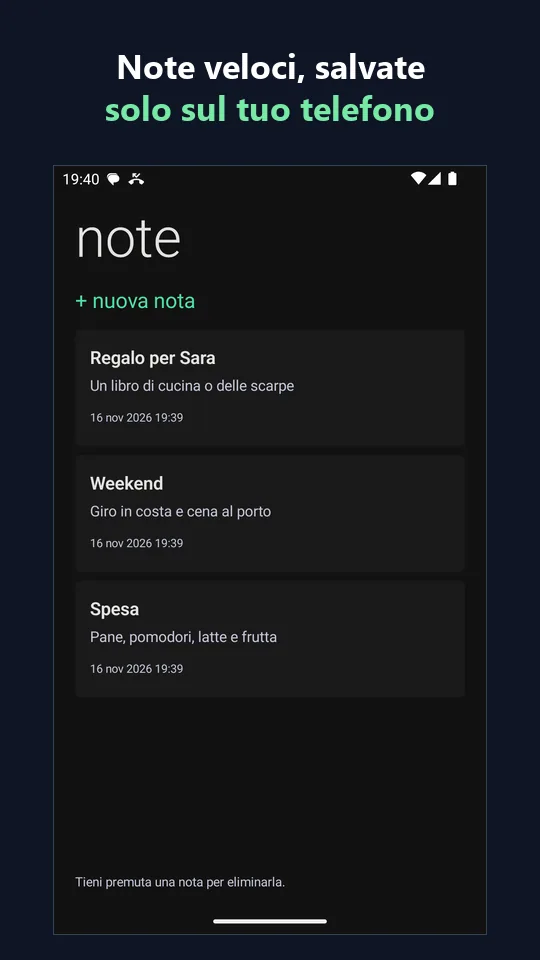 Note veloci, salvate
solo sul tuo telefono
19:40
note
+ nuova nota
Regalo per Sara
Un libro di cucina o delle scarpe
16 nov 2026 19:39
Weekend
Giro in costa e cena al porto
16 nov 2026 19:39
Spesa
Pane, pomodori, latte e frutta
16 nov 2026 19:39
Tieni premuta una nota per eliminarla.